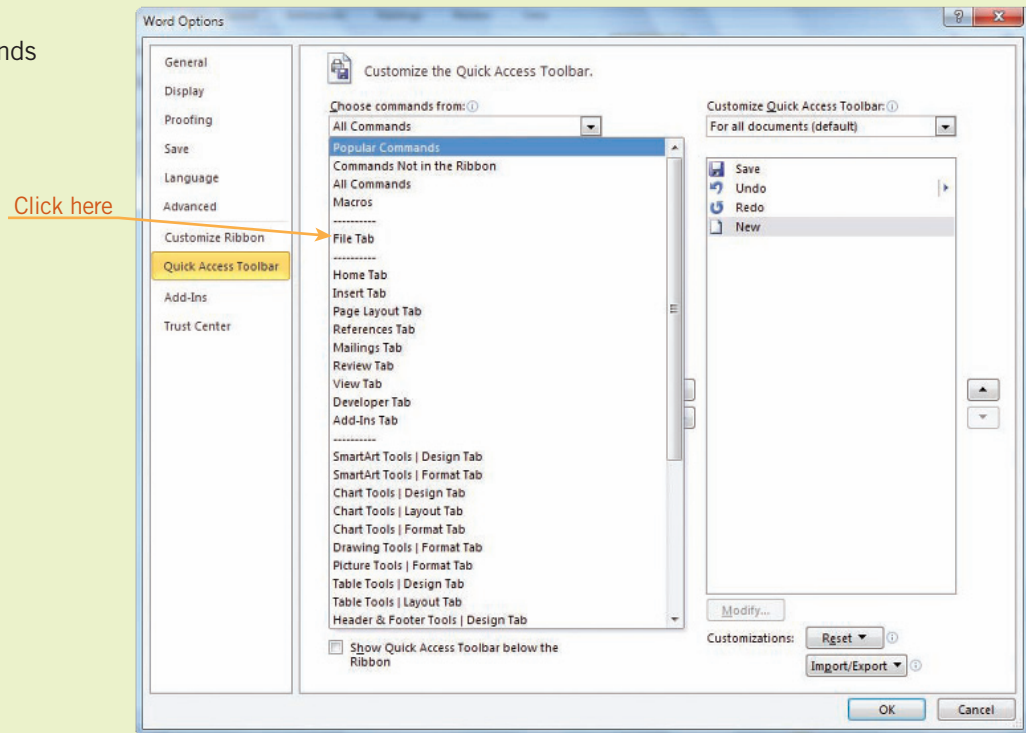 Word Options
nds
Click here
General
Display
Proofing
Save
Language
Advanced
Customize Ribbon
Quick Access Toolbar
Add-Ins
Trust Center
Customize the Quick Access Toolbar.
Choose commands from:
All Commands
Popular Commands
Commands Not in the Ribbon
All Commands
Macros
----------
File Tab
----------
Home Tab
Insert Tab
Page Layout Tab
References Tab
Mailings Tab
Review Tab
View Tab
Developer Tab
Add-Ins Tab
----------
SmartArt Tools | Design Tab
SmartArt Tools | Format Tab
Chart Tools | Design Tab
Chart Tools | Layout Tab
Chart Tools | Format Tab
Drawing Tools | Format Tab
Picture Tools | Format Tab
Table Tools | Design Tab
Table Tools | Layout Tab
Header & Footer Tools | Design Tab
Show Quick Access Toolbar below the
Ribbon
Customize Quick Access Toolbar:
For all documents (default)
Save
Undo
Redo
New
Modify...
Customizations:
Reset
Import/Export
OK
Cancel